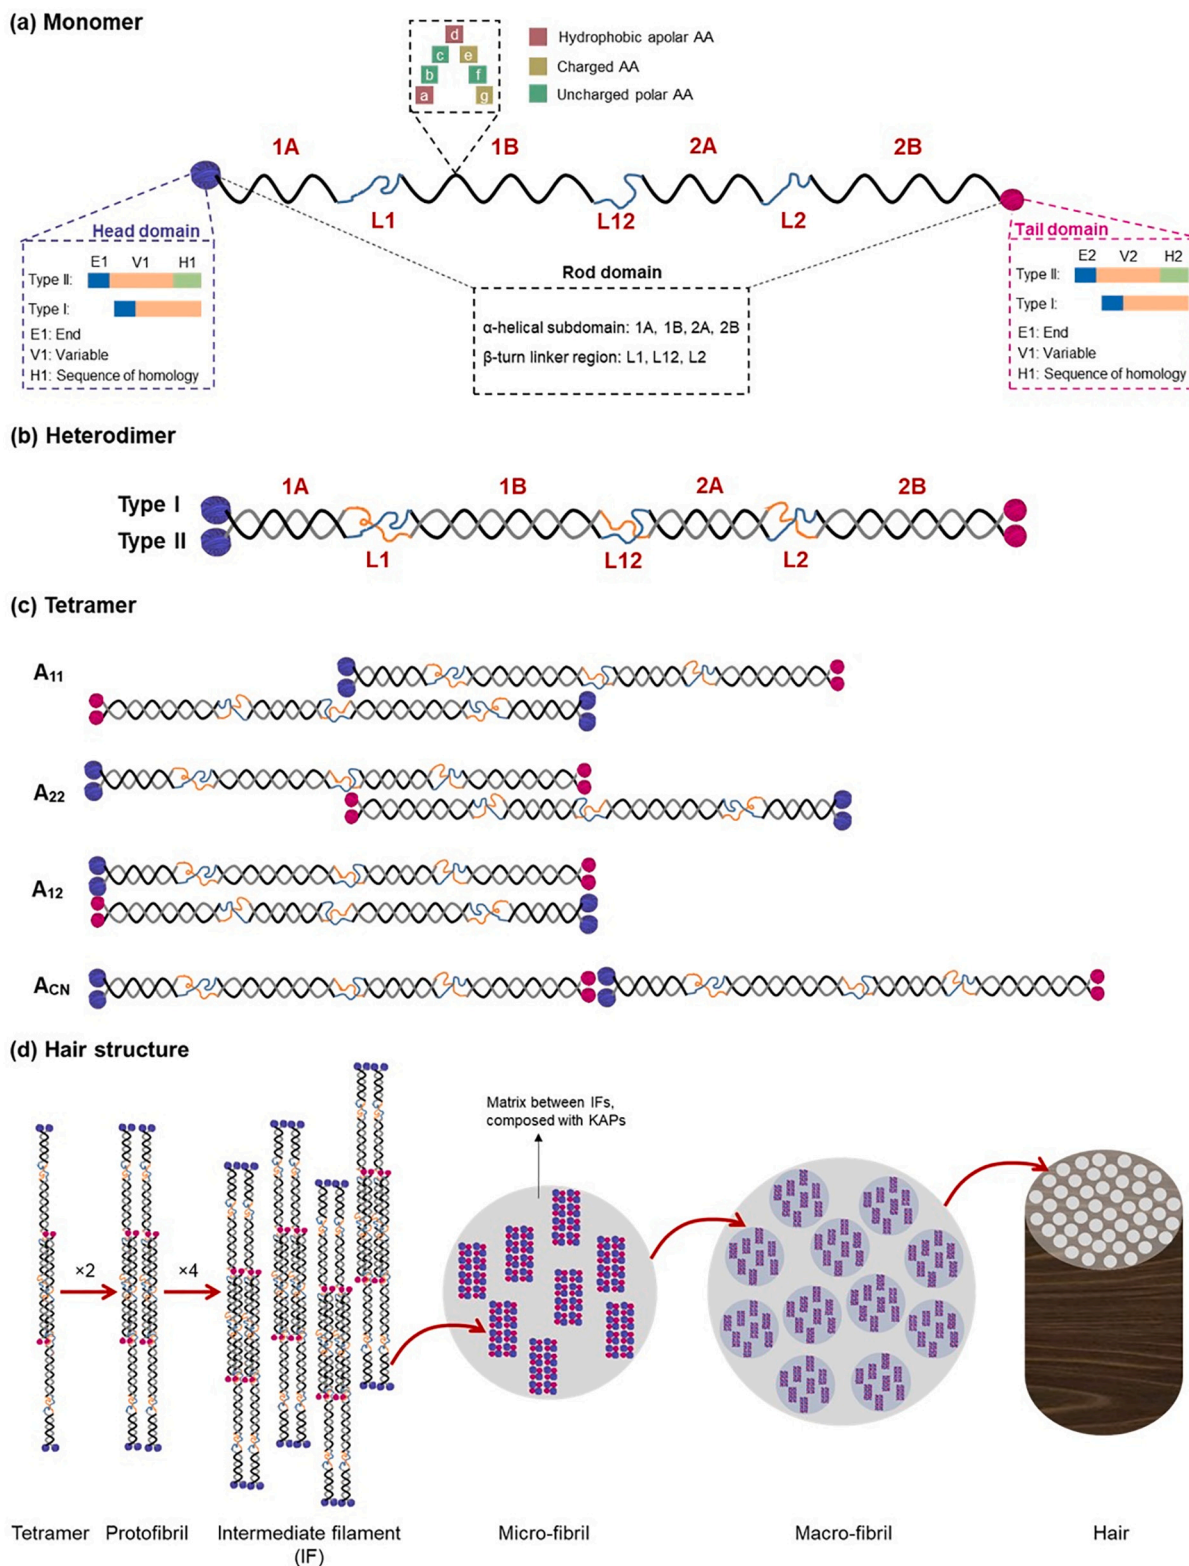 (a) Monomer
d
c e
b f
a g
Hydrophobic apolar AA
Charged AA
Uncharged polar AA
1A 1B 2A 2B
L1 L12 L2
Head domain
E1 V1 H1
Type II:
Type I:
E1: End
V1: Variable
H1: Sequence of homology
Rod domain
α-helical subdomain: 1A, 1B, 2A, 2B
β-turn linker region: L1, L12, L2
Tail domain
E2 V2 H2
Type II:
Type I:
E1: End
V1: Variable
H1: Sequence of homology
(b) Heterodimer
1A 1B 2A 2B
Type I
Type II
L1 L12 L2
(c) Tetramer
A11
A22
A12
ACN
(d) Hair structure
Matrix between IFs,
composed with KAPs
×2 ×4
Tetramer Protofibril Intermediate filament
(IF)
Micro-fibril Macro-fibril Hair